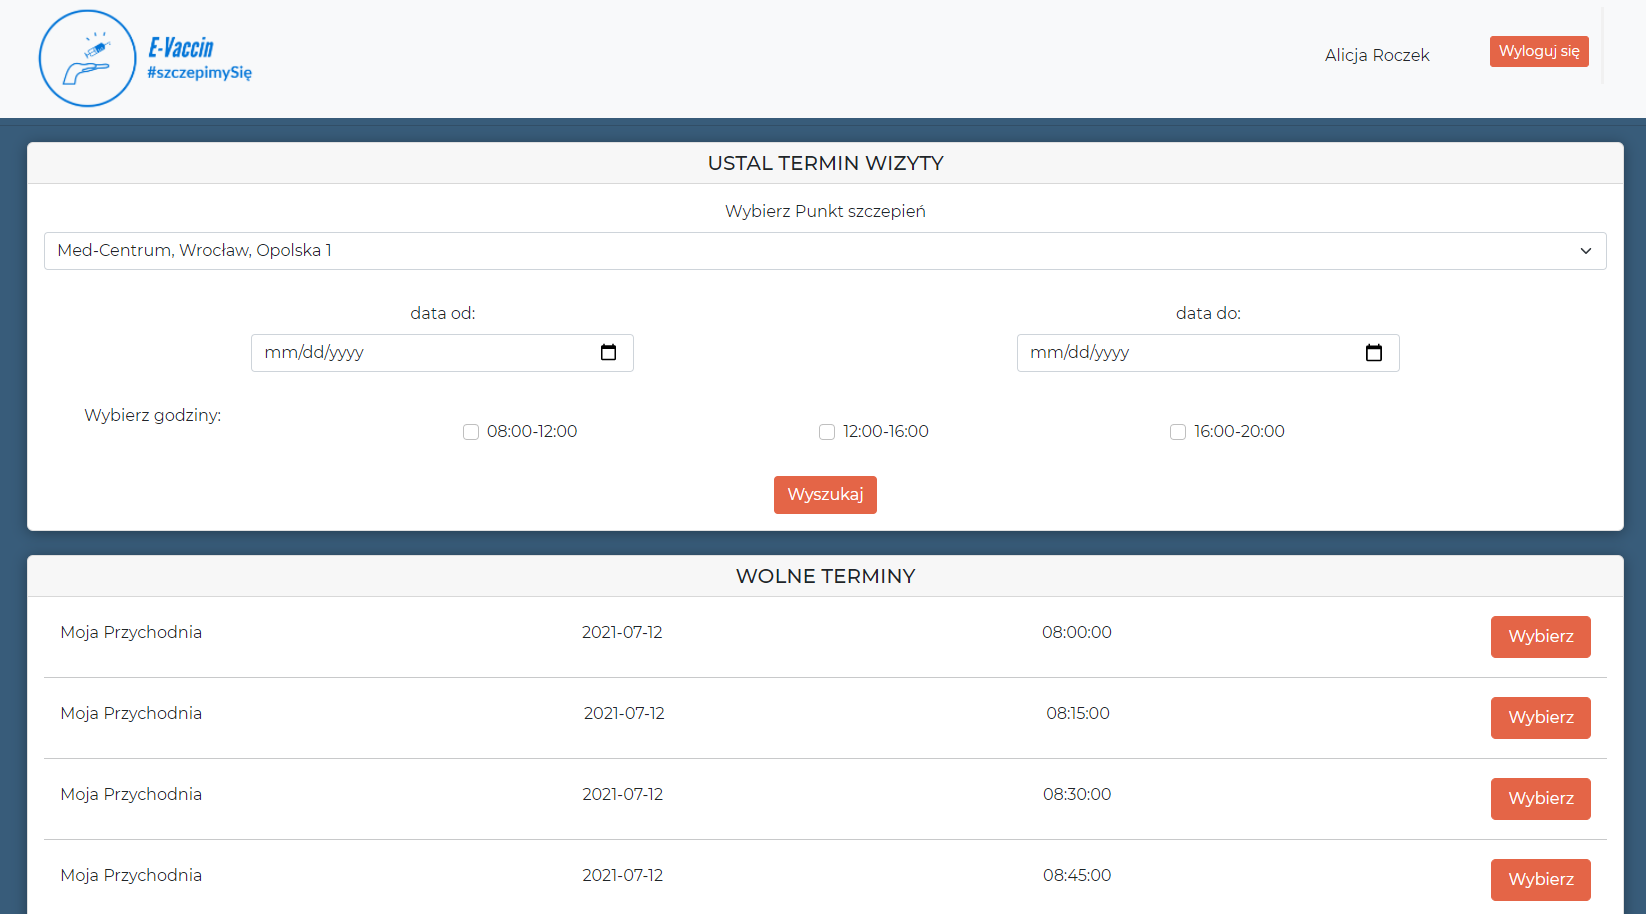 E-Vaccin
#szczepimySię
Alicja Roczek
Wyloguj się
USTAL TERMIN WIZYTY
Wybierz Punkt szczepień
Med-Centrum, Wrocław, Opolska 1
data od:
data do:
mm/dd/yyyy
mm/dd/yyyy
Wybierz godziny:
08:00-12:00
12:00-16:00
16:00-20:00
Wyszukaj
WOLNE TERMINY
Moja Przychodnia 2021-07-12 08:00:00 Wybierz
Moja Przychodnia 2021-07-12 08:15:00 Wybierz
Moja Przychodnia 2021-07-12 08:30:00 Wybierz
Moja Przychodnia 2021-07-12 08:45:00 Wybierz